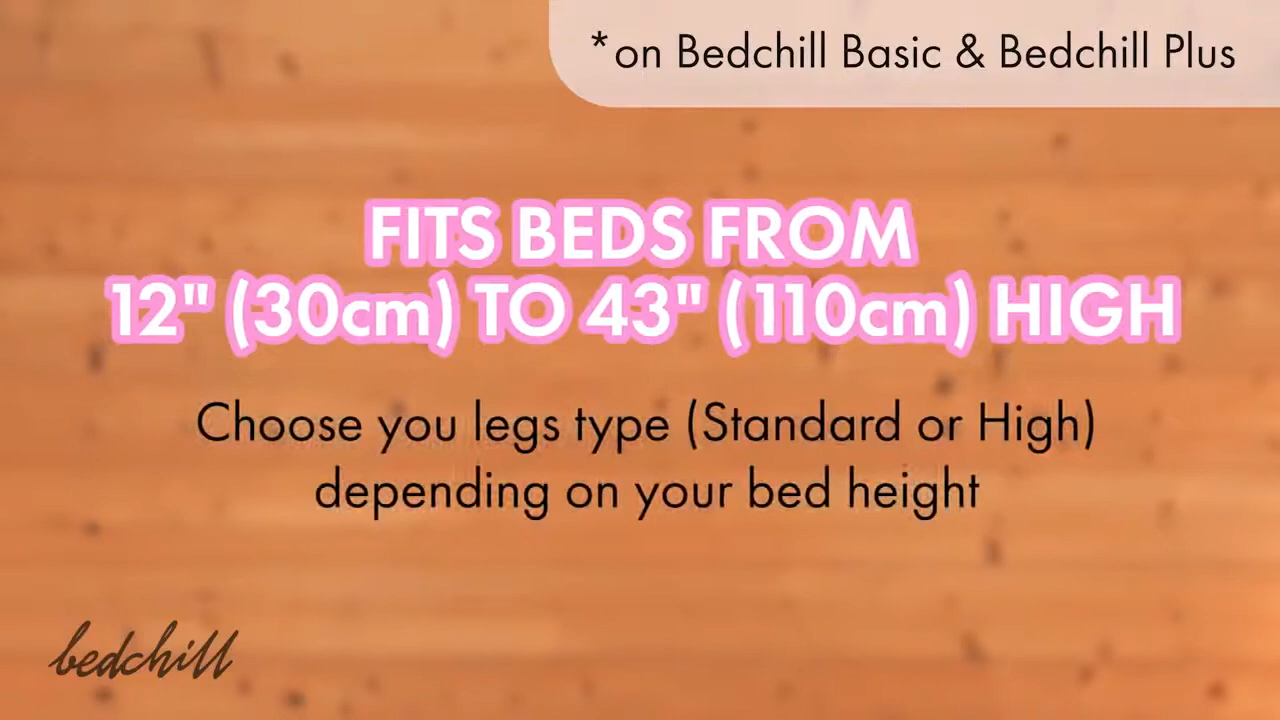 *on Bedchill Basic & Bedchill Plus
FITS BEDS FROM
12" (30cm) TO 43" (110cm) HIGH
Choose you legs type (Standard or High)
depending on your bed height
bedchill